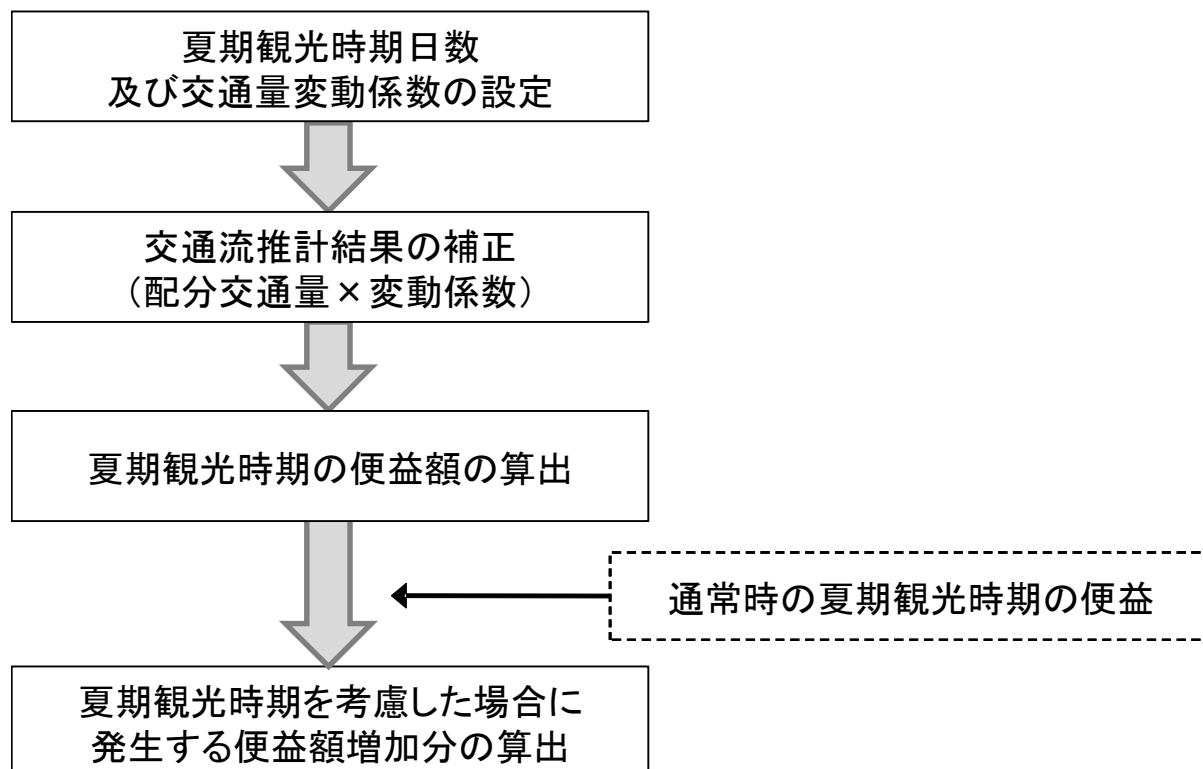 夏期観光時期日数
及び交通量変動係数の設定
交通流推計結果の補正
（配分交通量×変動係数）
夏期観光時期の便益額の算出
通常時の夏期観光時期の便益
夏期観光時期を考慮した場合に
発生する便益額増加分の算出